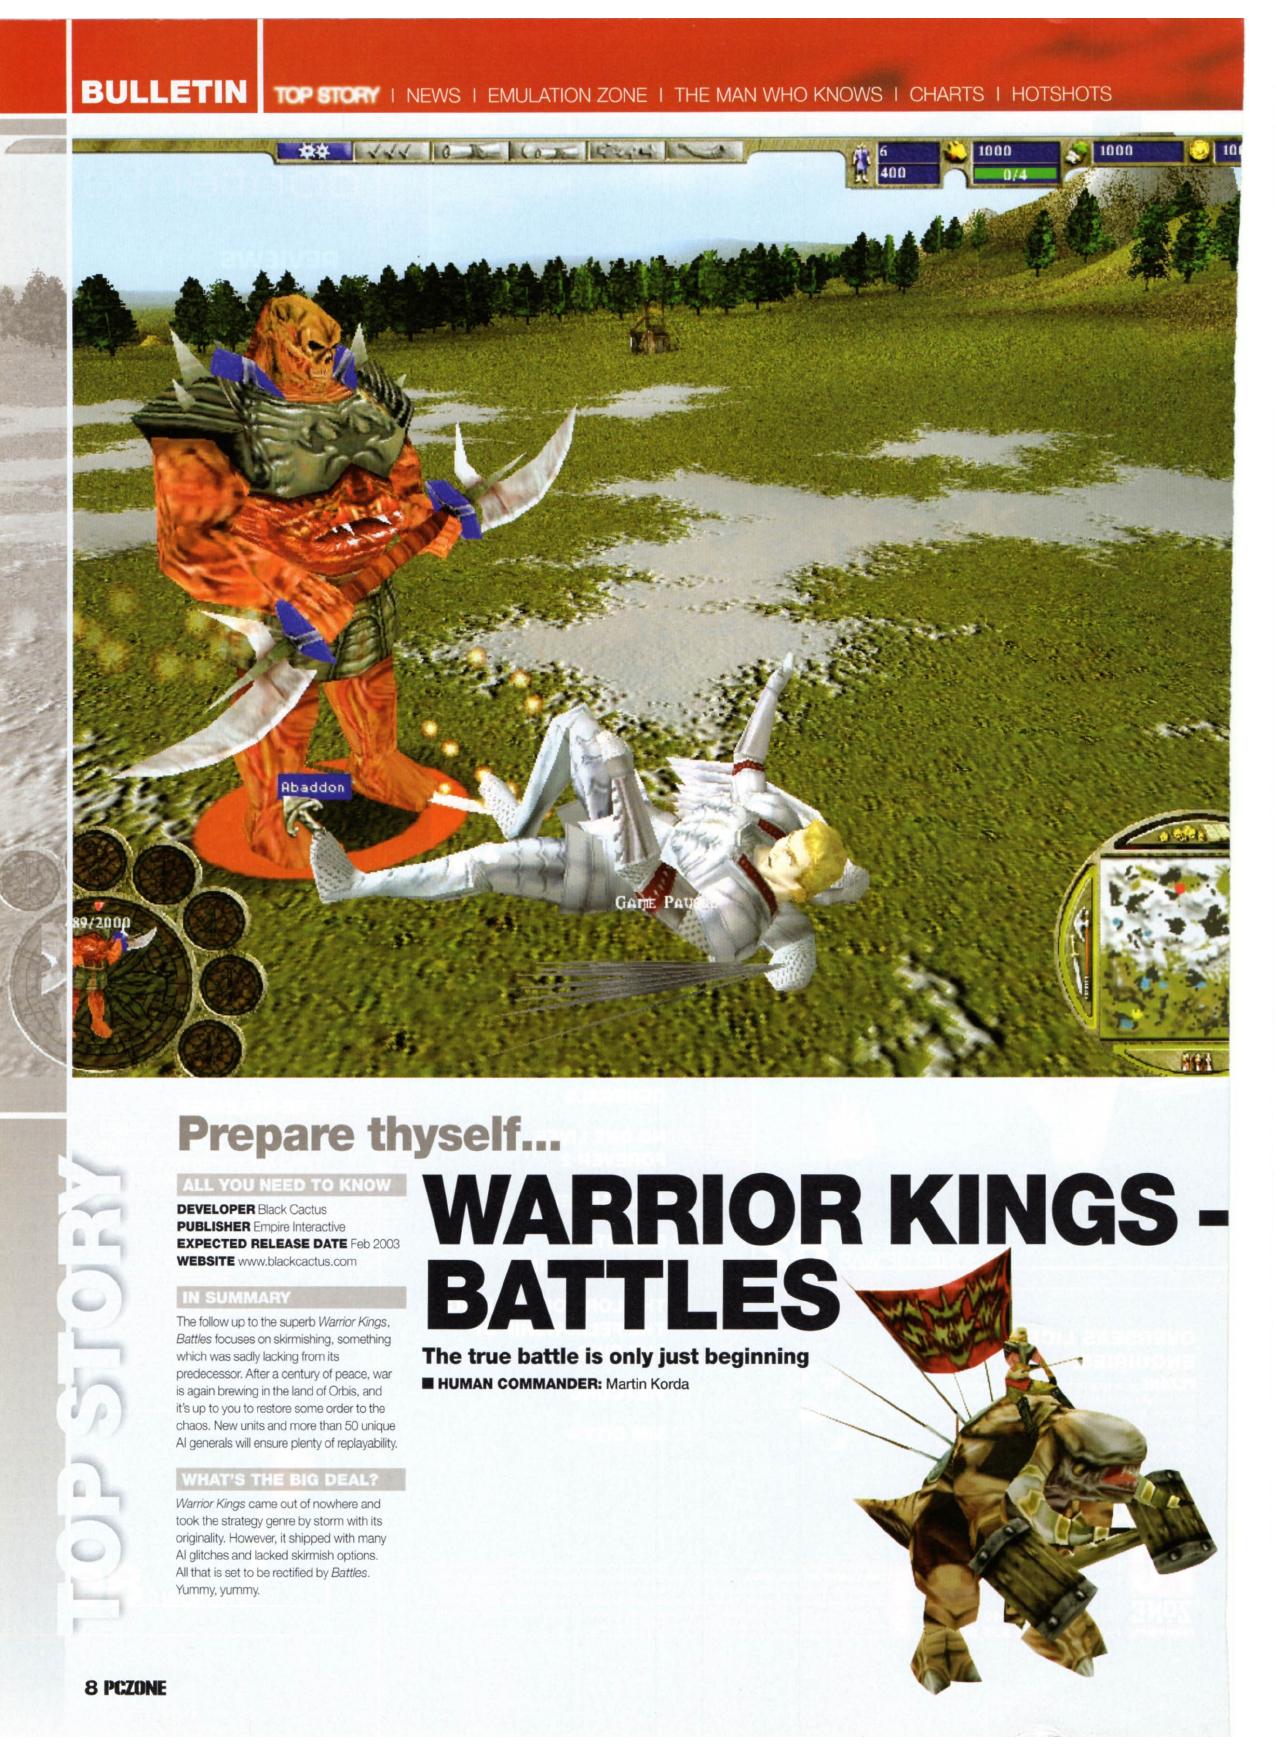 BULLETIN
TOP STORY | NEWS | EMULATION ZONE | THE MAN WHO KNOWS | CHARTS | HOTSHOTS
6
400
1000
0/4
1000
Abaddon
89/2000
TOP STORY
Prepare thyself...
ALL YOU NEED TO KNOW
DEVELOPER Black Cactus
PUBLISHER Empire Interactive
EXPECTED RELEASE DATE Feb 2003
WEBSITE www.blackcactus.com
IN SUMMARY
The follow up to the superb Warrior Kings,
Battles focuses on skirmishing, something
which was sadly lacking from its
predecessor. After a century of peace, war
is again brewing in the land of Orbis, and
it's up to you to restore some order to the
chaos. New units and more than 50 unique
AI generals will ensure plenty of replayability.
WHAT'S THE BIG DEAL?
Warrior Kings came out of nowhere and
took the strategy genre by storm with its
originality. However, it shipped with many
AI glitches and lacked skirmish options.
All that is set to be rectified by Battles.
Yummy, yummy.
WARRIOR KINGS -
BATTLES
The true battle is only just beginning
■ HUMAN COMMANDER: Martin Korda
8 PCZONE